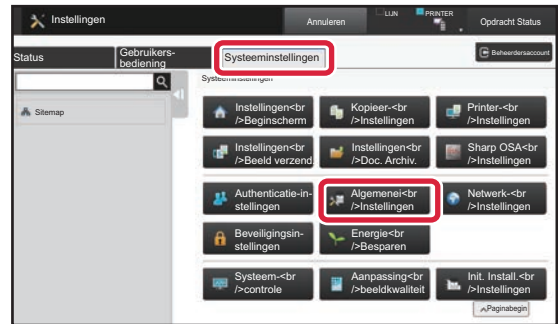 Instellingen
Annuleren
LIJN
PRINTER
Opdracht Status
Status
Gebruikers-
bediening
Systeeminstellingen
Beheerdersaccount
Systeeminstellingen
Sitemap
Instellingen<br
/>Beginscherm
Kopieer-<br
/>Instellingen
Printer-<br
/>Instellingen
Instellingen<br
/>Beeld verzend
Instellingen<br
/>Doc. Archiv.
Sharp OSA<br
/>Instellingen
Authenticatie-in-
stellingen
Algemenei<br
/>Instellingen
Netwerk-<br
/>Instellingen
Beveiligingsin-
stellingen
Energie<br
/>Besparen
Systeem-<br
/>controle
Aanpassing<br
/>beeldkwaliteit
Init. Install.<br
/>Instellingen
Paginabegin